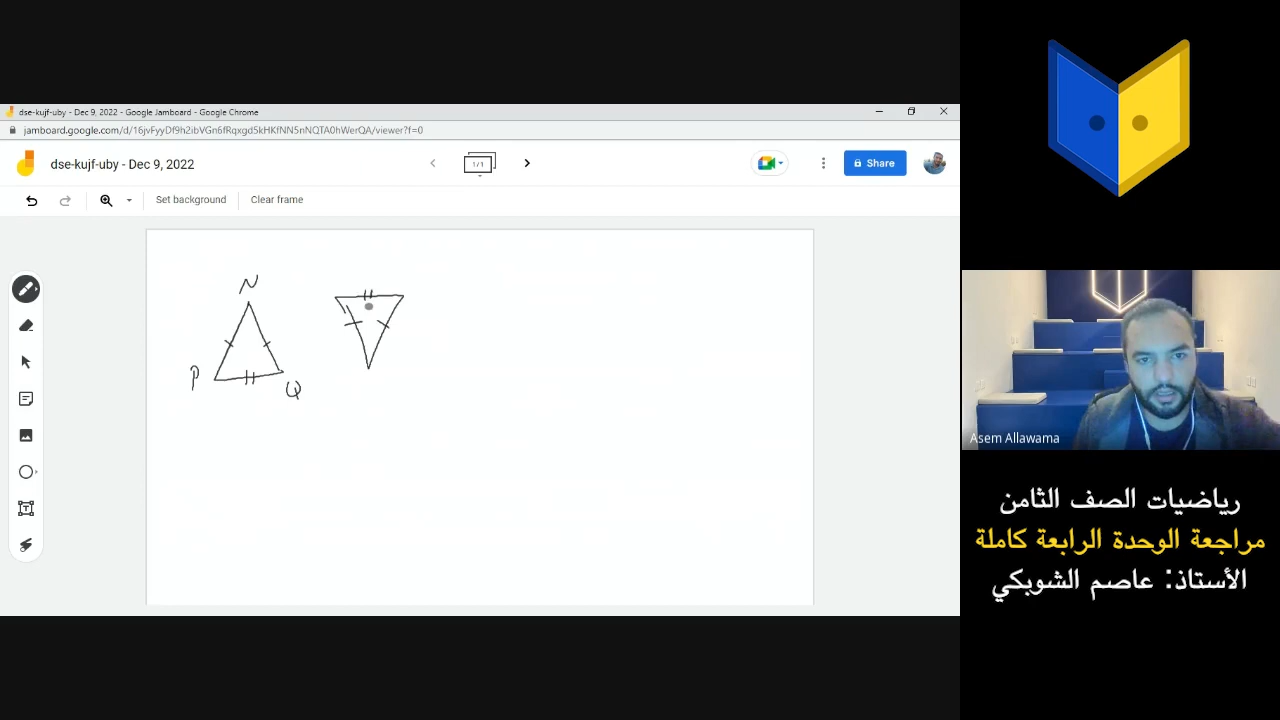 dse-kujf-uby - Dec 9, 2022 - Google Jamboard - Google Chrome
jamboard.google.com/d/16jvFyyDf9h2ibVGn6fRqxgd5kHKfNN5nNQTA0hWerQA/viewer?f=0
dse-kujf-uby - Dec 9, 2022
1/1
Share
Set background
Clear frame
N
P
Q
Asem Allawama
رياضيات الصف الثامن
مراجعة الوحدة الرابعة كاملة
الأستاذ: عاصم الشوبكي